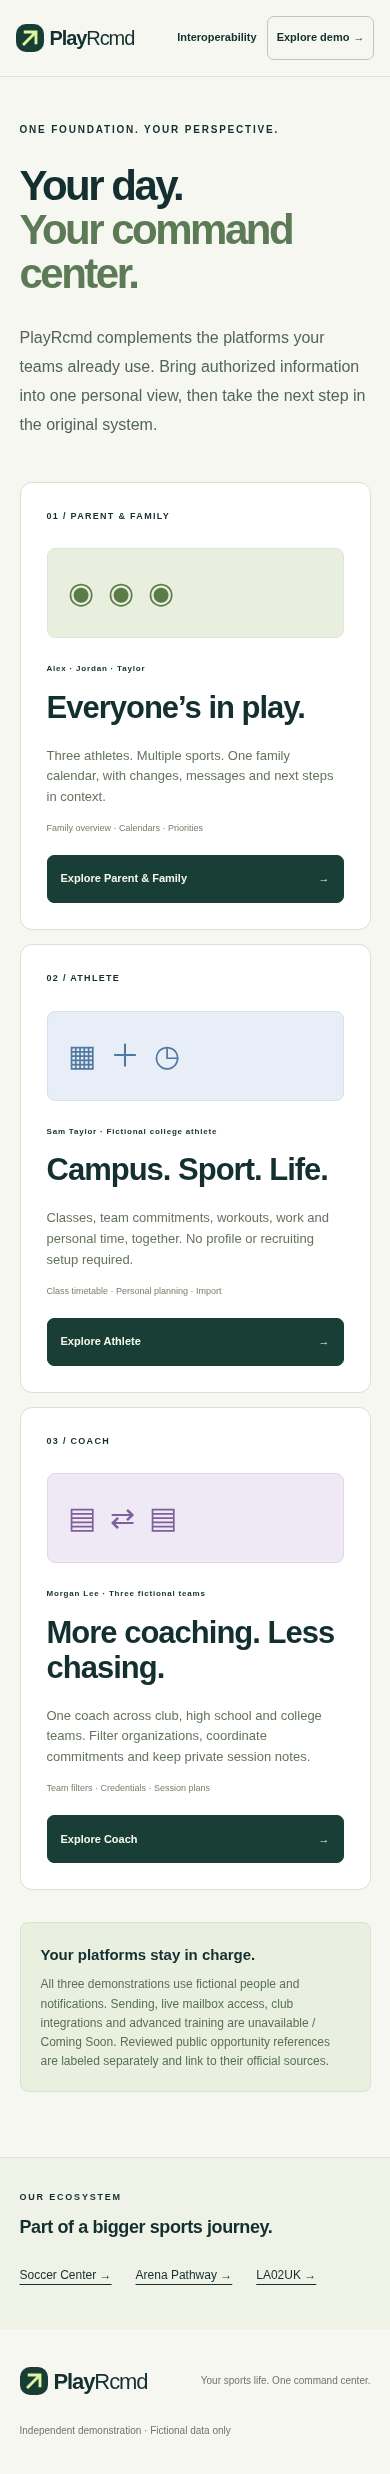 PlayRcmd
Interoperability
Explore demo →
ONE FOUNDATION. YOUR PERSPECTIVE.
Your day.
Your command
center.
PlayRcmd complements the platforms your
teams already use. Bring authorized information
into one personal view, then take the next step in
the original system.
01 / PARENT & FAMILY
Alex · Jordan · Taylor
Everyone’s in play.
Three athletes. Multiple sports. One family
calendar, with changes, messages and next steps
in context.
Family overview · Calendars · Priorities
Explore Parent & Family →
02 / ATHLETE
Sam Taylor · Fictional college athlete
Campus. Sport. Life.
Classes, team commitments, workouts, work and
personal time, together. No profile or recruiting
setup required.
Class timetable · Personal planning · Import
Explore Athlete →
03 / COACH
Morgan Lee · Three fictional teams
More coaching. Less
chasing.
One coach across club, high school and college
teams. Filter organizations, coordinate
commitments and keep private session notes.
Team filters · Credentials · Session plans
Explore Coach →
Your platforms stay in charge.
All three demonstrations use fictional people and
notifications. Sending, live mailbox access, club
integrations and advanced training are unavailable /
Coming Soon. Reviewed public opportunity references
are labeled separately and link to their official sources.
OUR ECOSYSTEM
Part of a bigger sports journey.
Soccer Center → Arena Pathway → LA02UK →
PlayRcmd
Your sports life. One command center.
Independent demonstration · Fictional data only